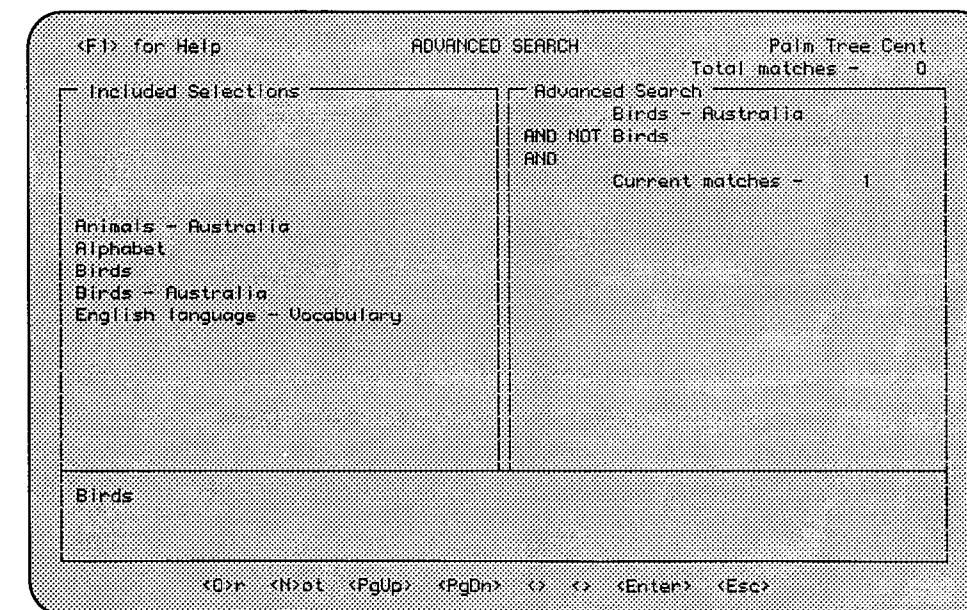 <F1> for Help ADVANCED SEARCH Palm Tree Cent
Total matches - 0
Included Selections
Animals - Australia
Alphabet
Birds
Birds - Australia
English language - Vocabulary
Advanced Search
Birds - Australia
AND NOT Birds
AND
Current matches - 1
Birds
<O>r <N>ot <PgUp> <PgDn> <> <> <Enter> <Esc>